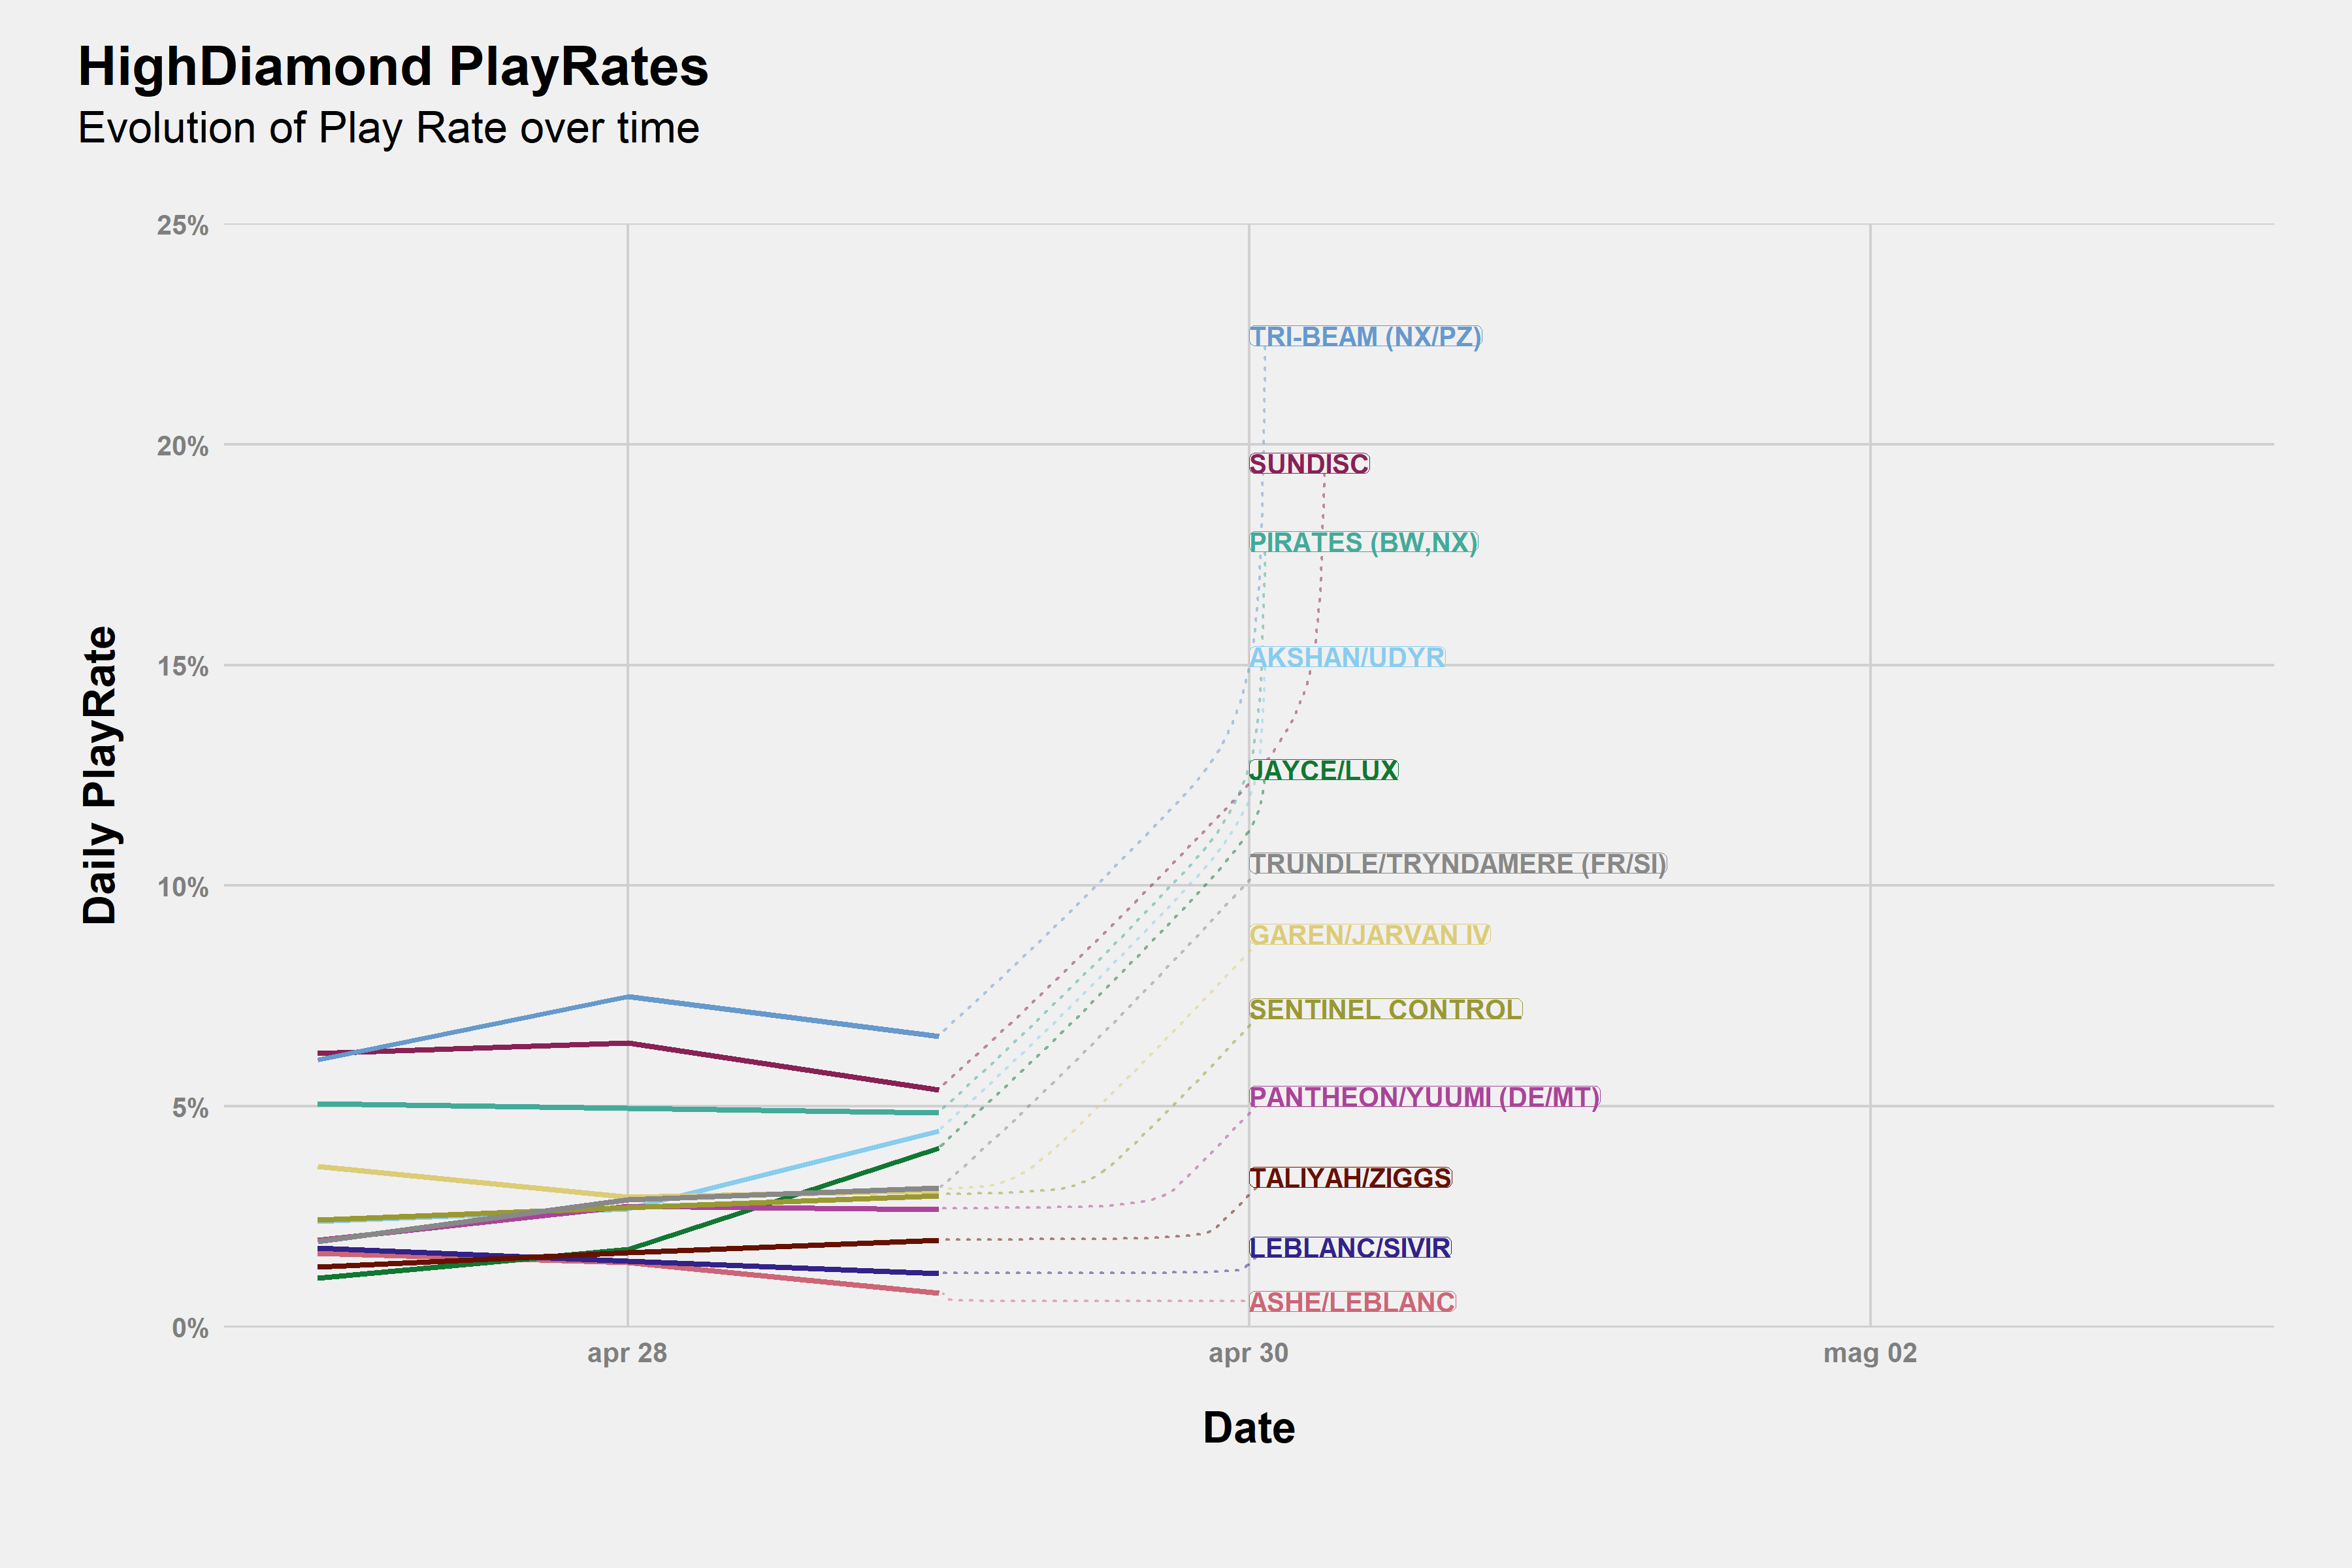 HighDiamond PlayRates
Evolution of Play Rate over time
25%
20%
15%
10%
5%
0%
Daily PlayRate
TRI-BEAM (NX/PZ)
SUNDISC
PIRATES (BW,NX)
AKSHAN/UDYR
JAYCE/LUX
TRUNDLE/TRYNDAMERE (FR/SI)
GAREN/JARVAN IV
SENTINEL CONTROL
PANTHEON/YUUMI (DE/MT)
TALIYAH/ZIGGS
LEBLANC/SIVIR
ASHE/LEBLANC
apr 28
apr 30
mag 02
Date